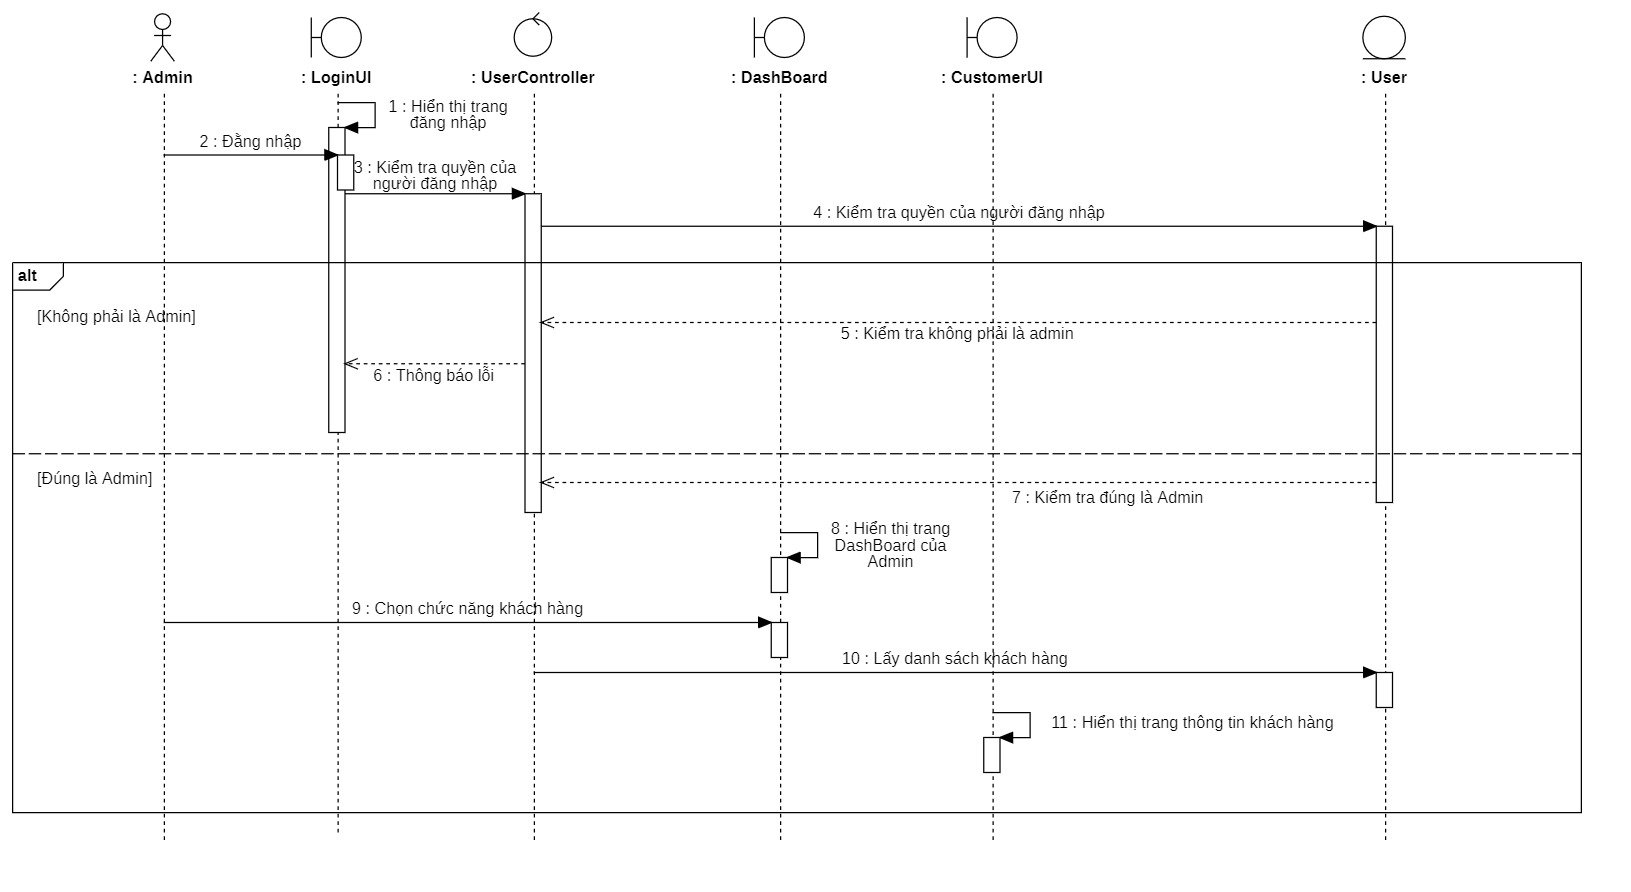 : Admin
: LoginUI
: UserController
: DashBoard
: CustomerUI
: User
1 : Hiển thị trang
đăng nhập
2 : Đằng nhập
3 : Kiểm tra quyền của
người đăng nhập
4 : Kiểm tra quyền của người đăng nhập
alt
[Không phải là Admin]
5 : Kiểm tra không phải là admin
6 : Thông báo lỗi
[Đúng là Admin]
7 : Kiểm tra đúng là Admin
8 : Hiển thị trang
DashBoard của
Admin
9 : Chọn chức năng khách hàng
10 : Lấy danh sách khách hàng
11 : Hiển thị trang thông tin khách hàng